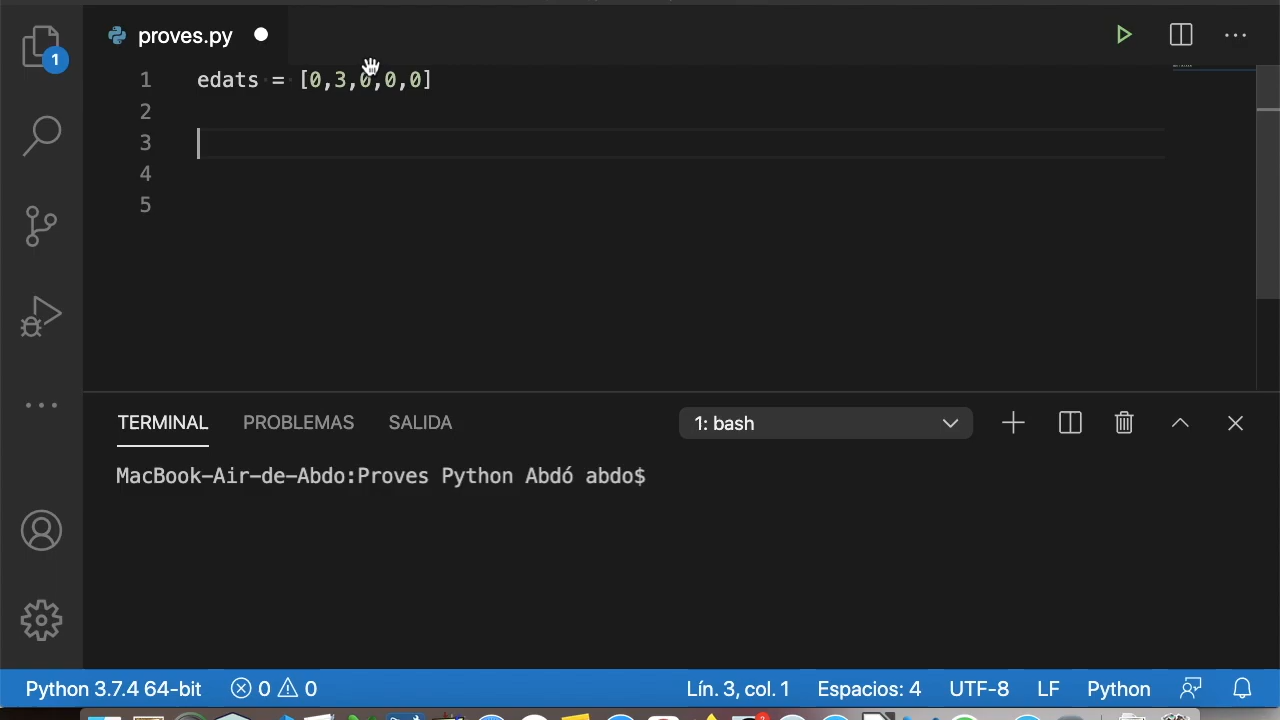 proves.py
1
1 edats = [0,3,0,0,0]
2
3
4
5
TERMINAL PROBLEMAS SALIDA 1: bash
MacBook-Air-de-Abdo:Proves Python Abdó abdo$
Python 3.7.4 64-bit 0 0 Lín. 3, col. 1 Espacios: 4 UTF-8 LF Python